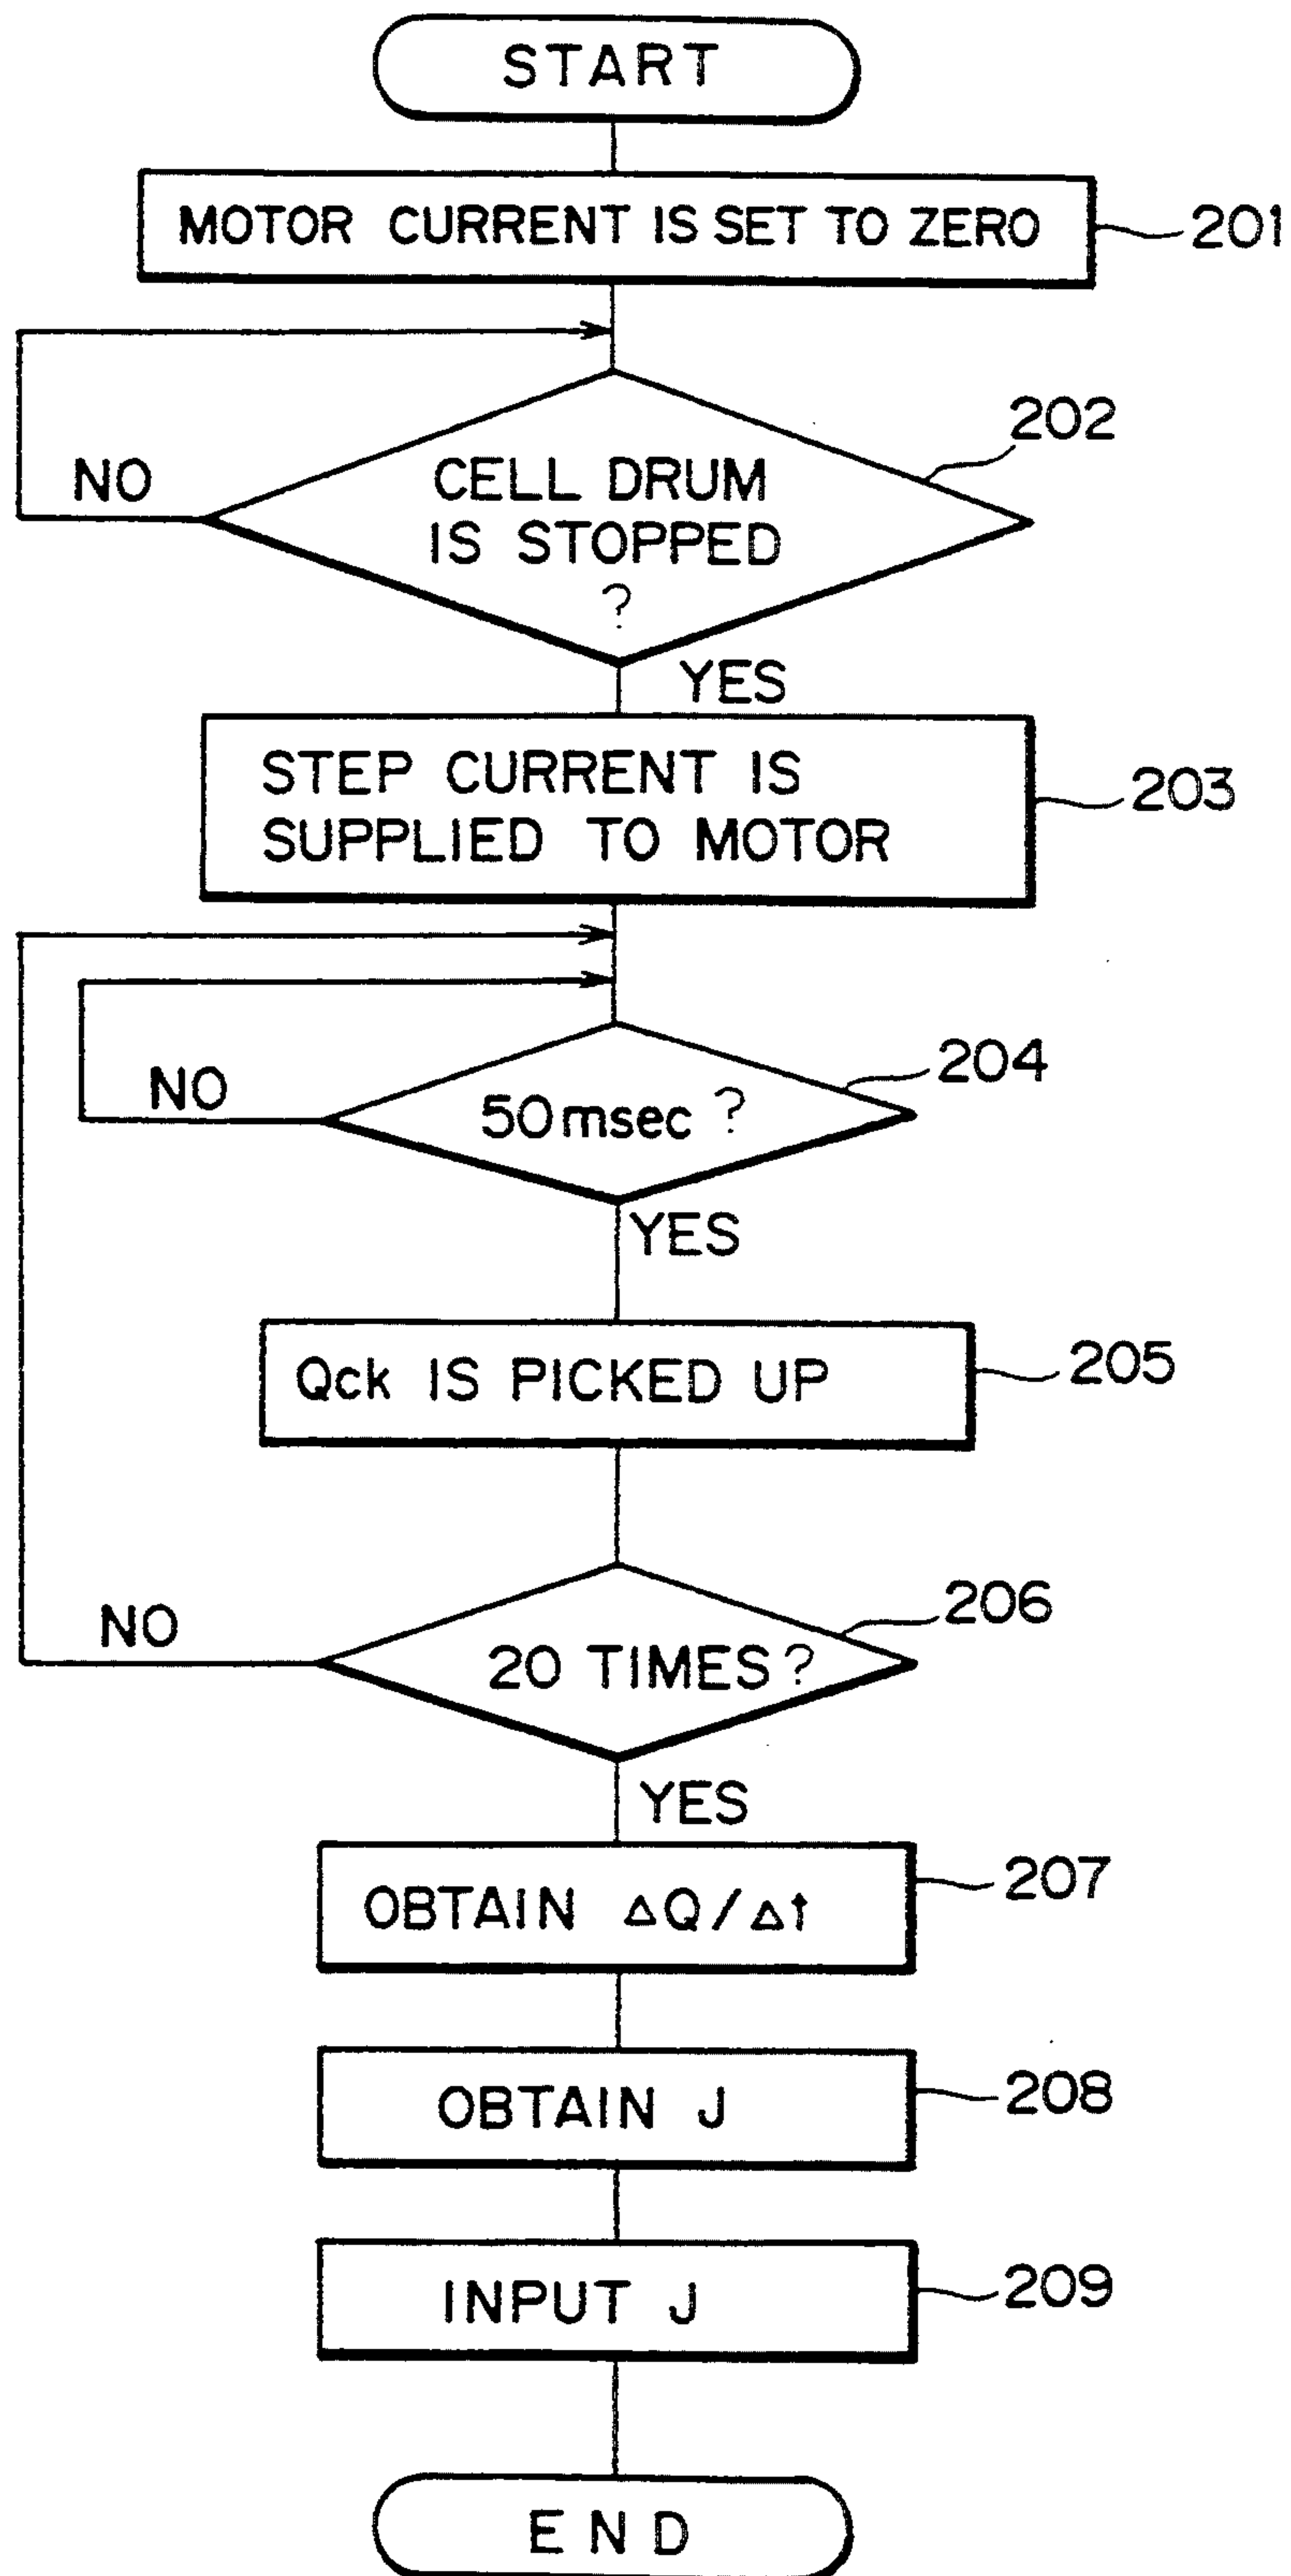 START
MOTOR CURRENT IS SET TO ZERO
201
202
NO
CELL DRUM
IS STOPPED
?
YES
STEP CURRENT IS
SUPPLIED TO MOTOR
203
204
NO
50msec ?
YES
Qck IS PICKED UP
205
206
NO
20 TIMES?
YES
OBTAIN ΔQ/Δt
207
OBTAIN J
208
INPUT J
209
END